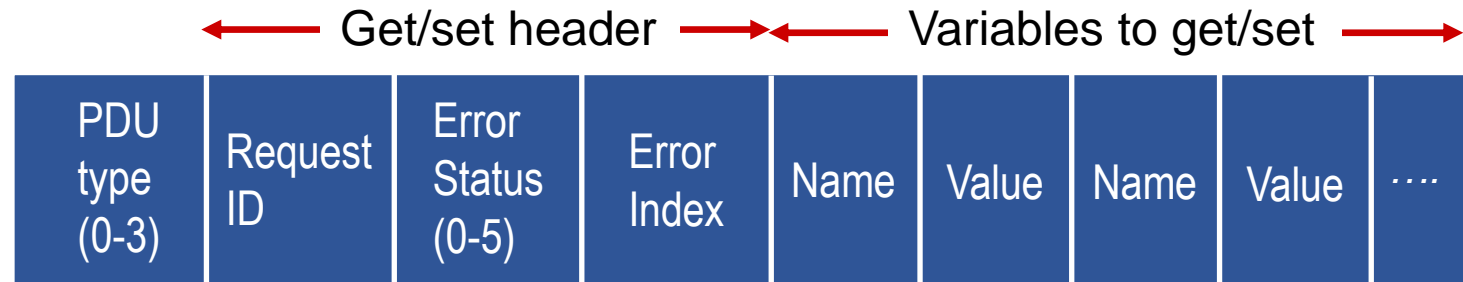 Get/set header
Variables to get/set
PDU
type
(0-3)
Request
ID
Error
Status
(0-5)
Error
Index
Name
Value
Name
Value
....